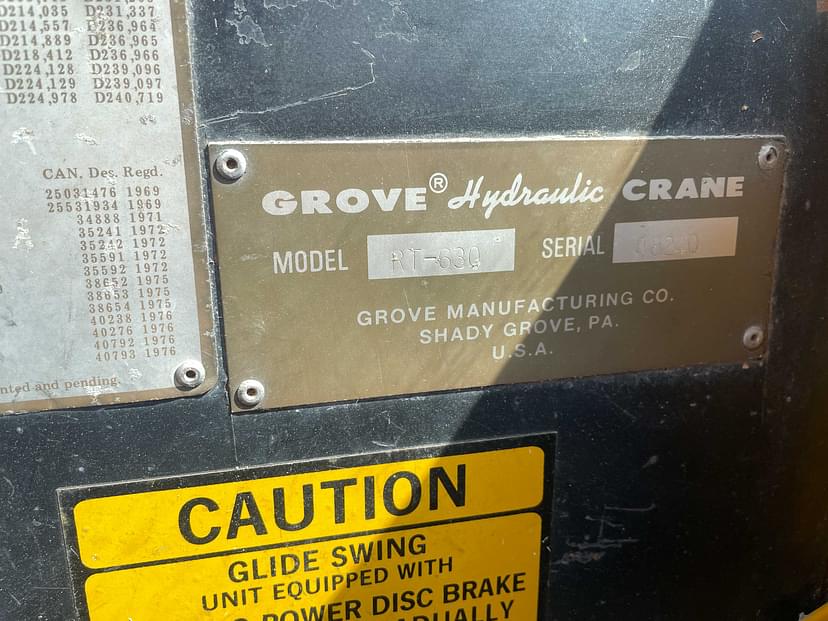 D214,035 D231,337
D214,557 D236,964
D214,889 D236,965
D218,412 D236,966
D224,128 D239,096
D224,129 D239,097
D224,978 D240,719
CAN. Des. Regd.
25031476 1969
25531934 1969
34888 1971
35241 1972
35242 1972
35591 1972
35592 1972
38652 1975
38653 1975
38654 1975
40238 1976
40276 1976
40792 1976
40793 1976
and pending.
GROVE® Hydraulic CRANE
MODEL RT-630 SERIAL
GROVE MANUFACTURING CO.
SHADY GROVE, PA.
U.S.A.
CAUTION
GLIDE SWING
UNIT EQUIPPED WITH
POWER DISC BRAKE